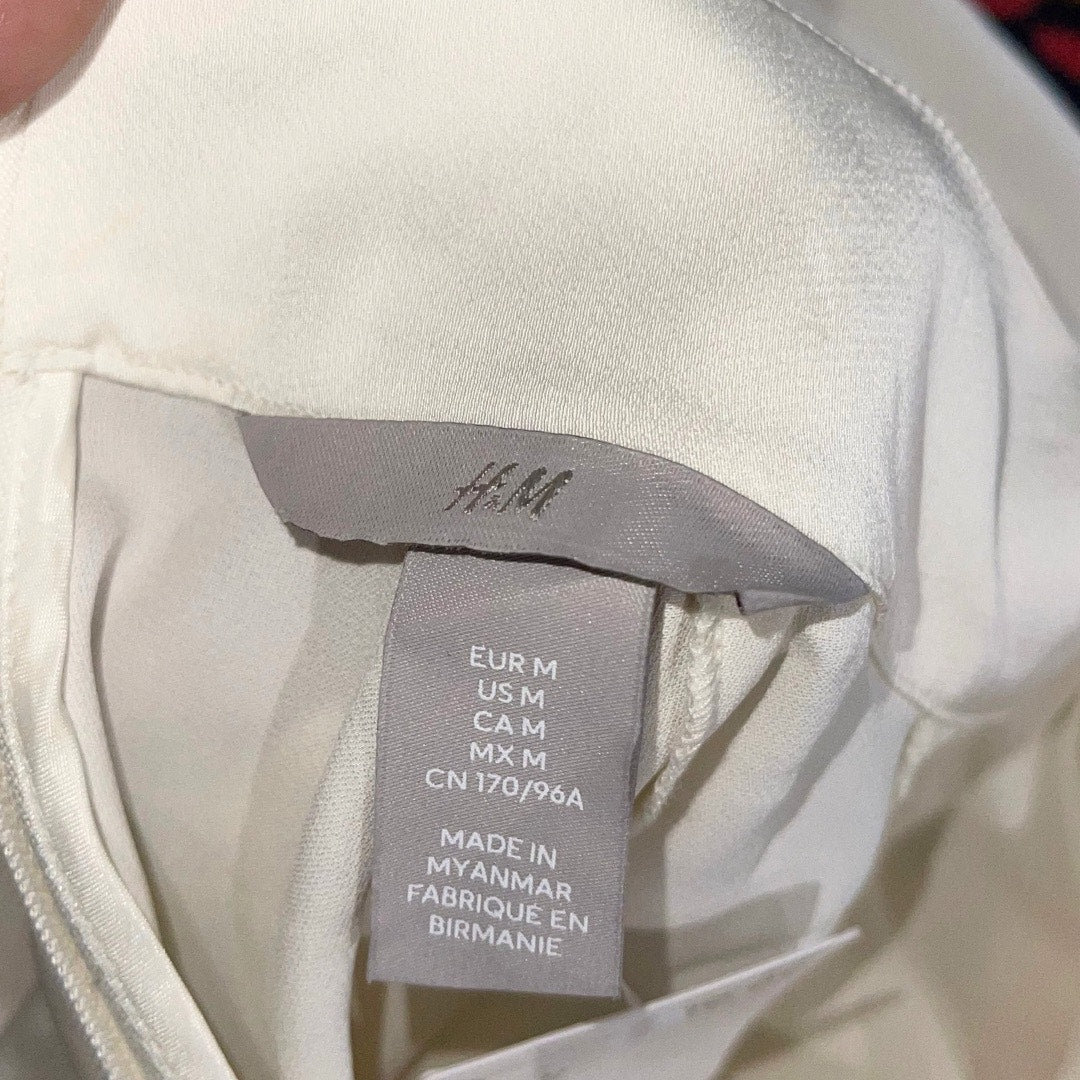 H&M
EUR M
US M
CA M
MX M
CN 170/96A
MADE IN
MYANMAR
FABRIQUÉ EN
BIRMANIE